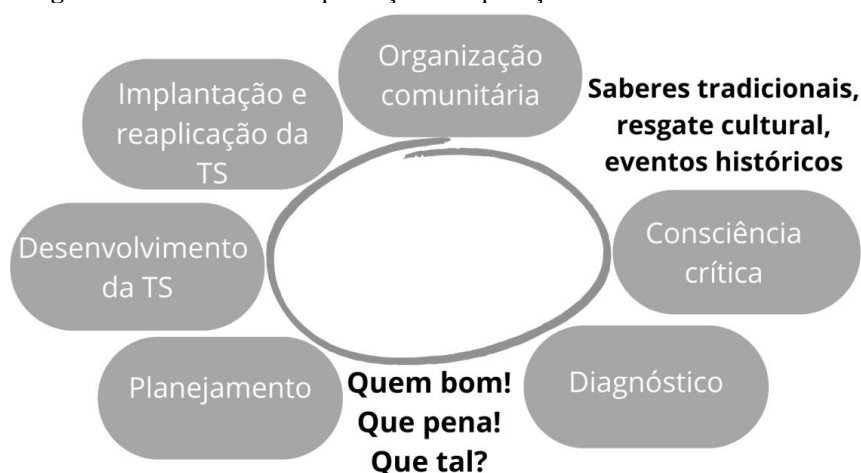 Organização
comunitária
Saberes tradicionais,
resgate cultural,
eventos históricos
Consciência
crítica
Diagnóstico
Quem bom!
Que pena!
Que tal?
Planejamento
Desenvolvimento
da TS
Implantação e
reaplicação da
TS